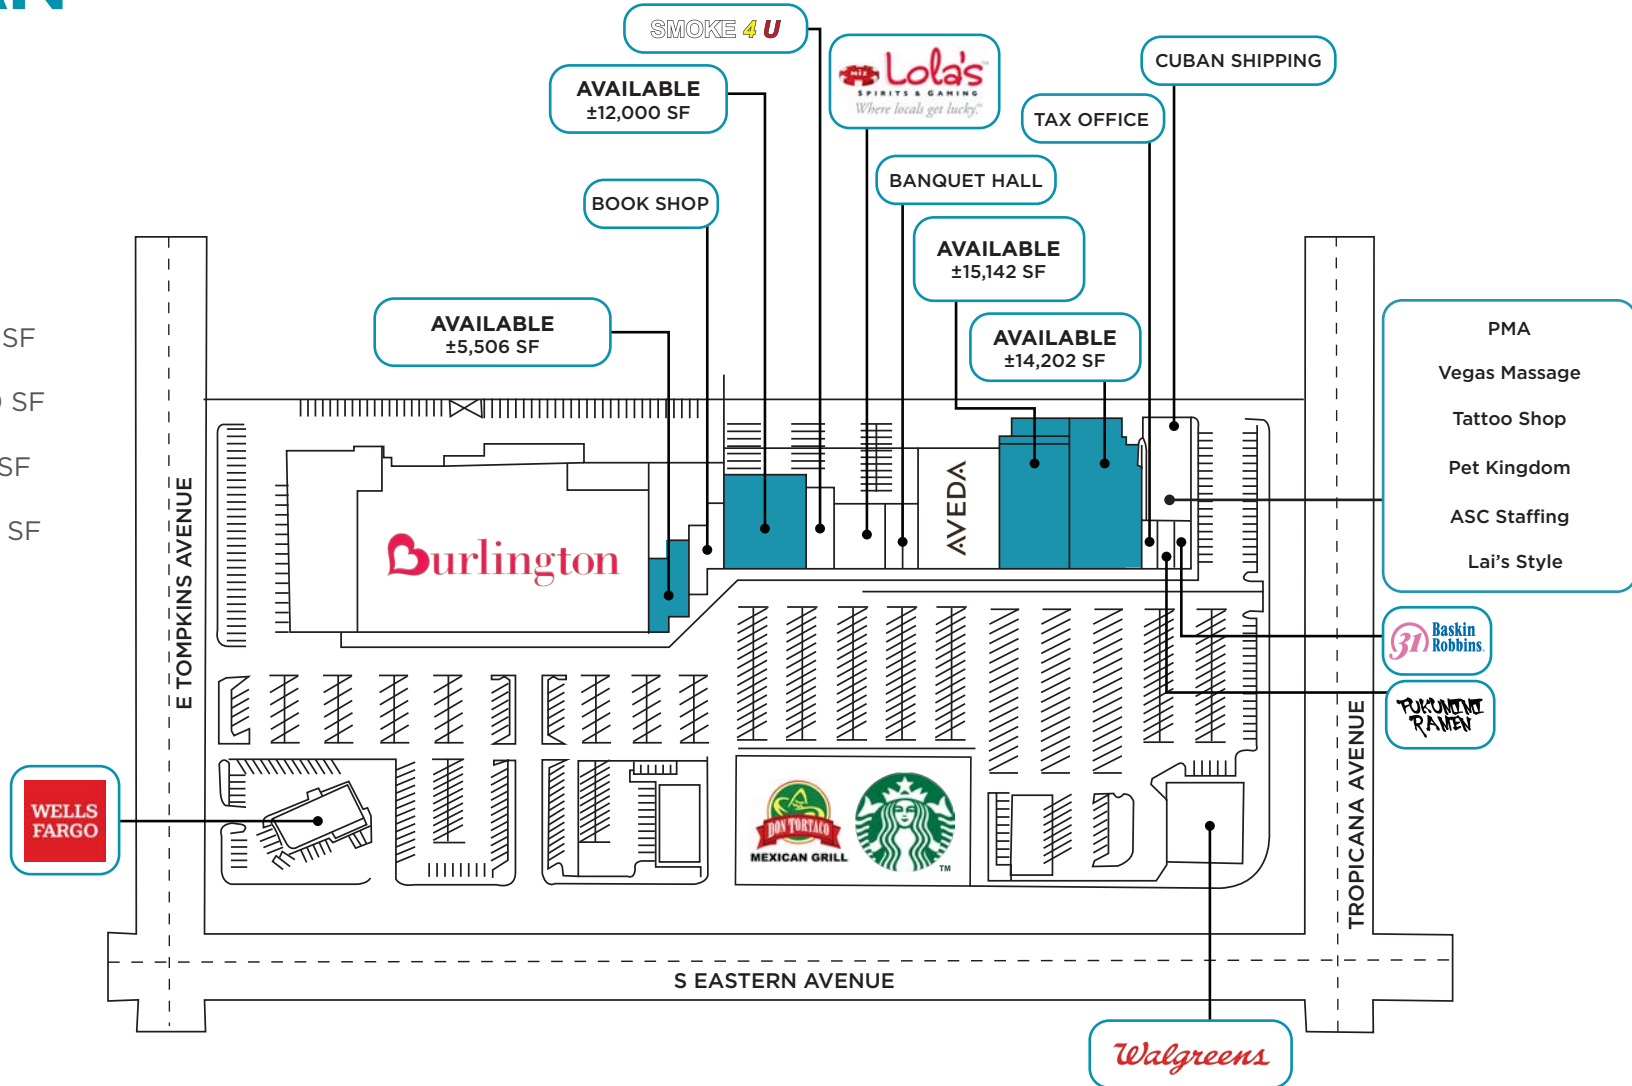 AN
SMOKE 4 U
Lola's
SPIRITS & GAMING
Where locals get lucky.™
CUBAN SHIPPING
AVAILABLE
±12,000 SF
TAX OFFICE
BANQUET HALL
BOOK SHOP
AVAILABLE
±15,142 SF
AVAILABLE
±5,506 SF
AVAILABLE
±14,202 SF
SF
SF
SF
SF
PMA
Vegas Massage
Tattoo Shop
Pet Kingdom
ASC Staffing
Lai's Style
E TOMPKINS AVENUE
Burlington
AVEDA
31 Baskin
Robbins
FUKUMIMI
RAMEN
TROPICANA AVENUE
WELLS
FARGO
DON TORTACO
MEXICAN GRILL
TM
S EASTERN AVENUE
Walgreens